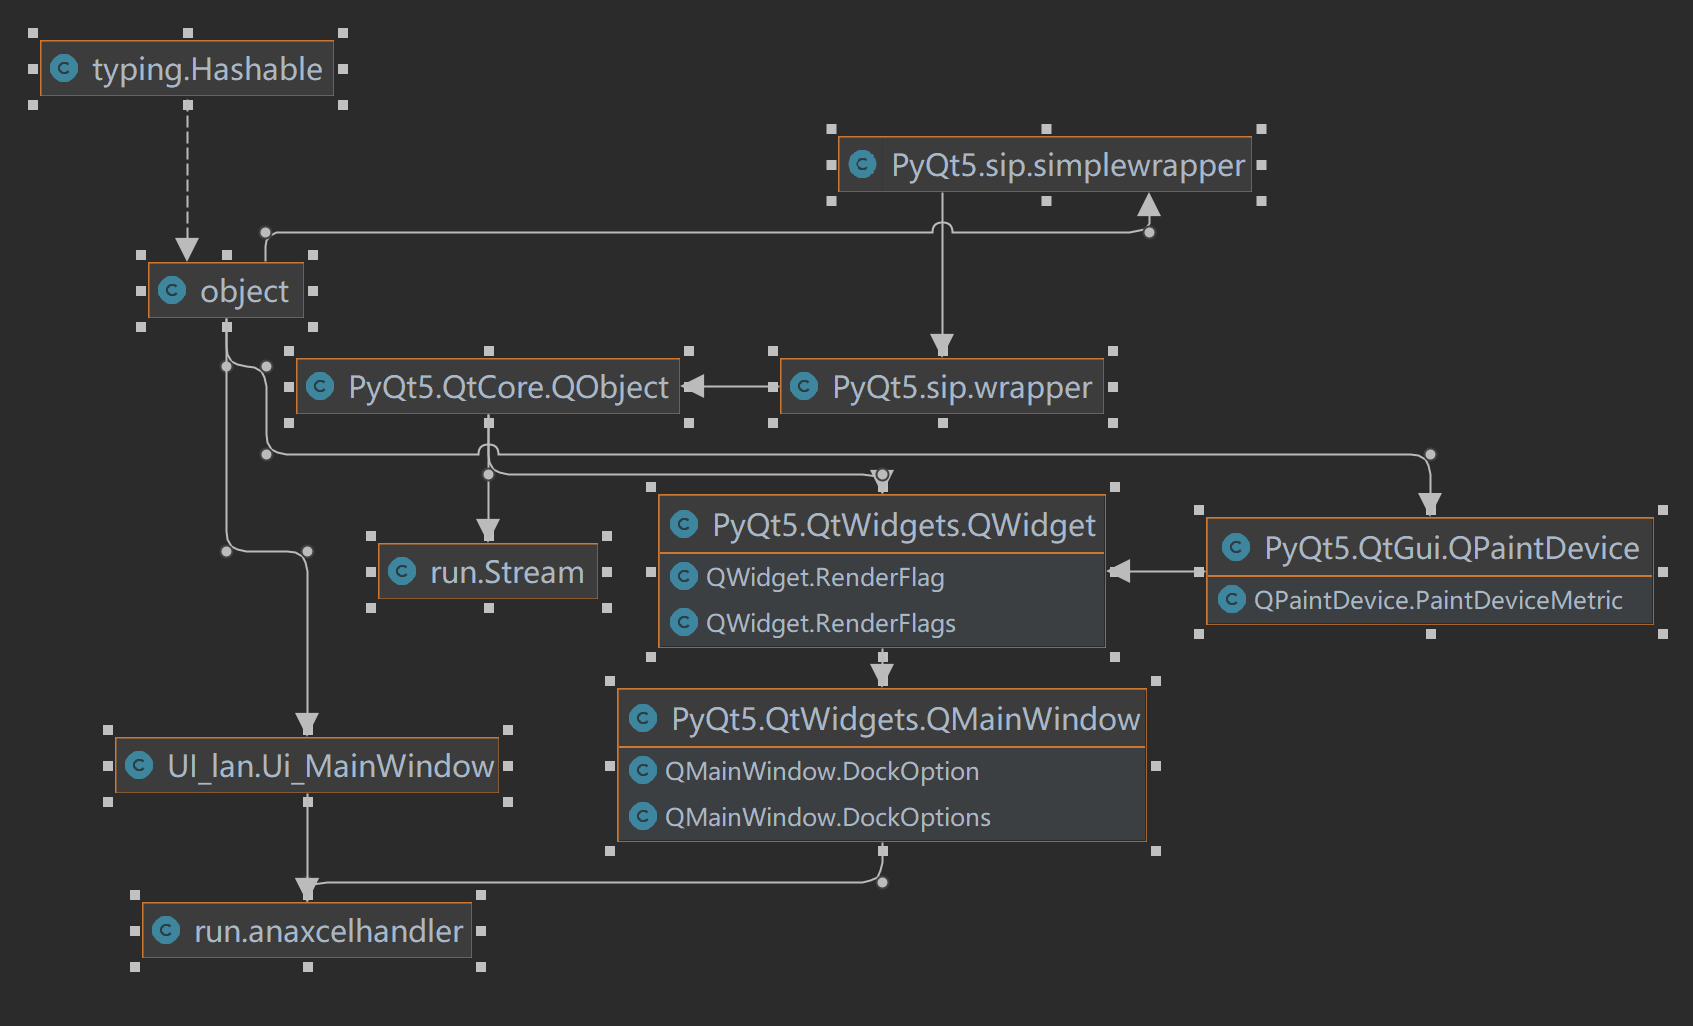 typing.Hashable
PyQt5.sip.simplewrapper
object
PyQt5.QtCore.QObject
PyQt5.sip.wrapper
PyQt5.QtWidgets.QWidget
QWidget.RenderFlag
QWidget.RenderFlags
PyQt5.QtGui.QPaintDevice
QPaintDevice.PaintDeviceMetric
run.Stream
PyQt5.QtWidgets.QMainWindow
QMainWindow.DockOption
QMainWindow.DockOptions
UI_lan.Ui_MainWindow
run.anaxcelhandler